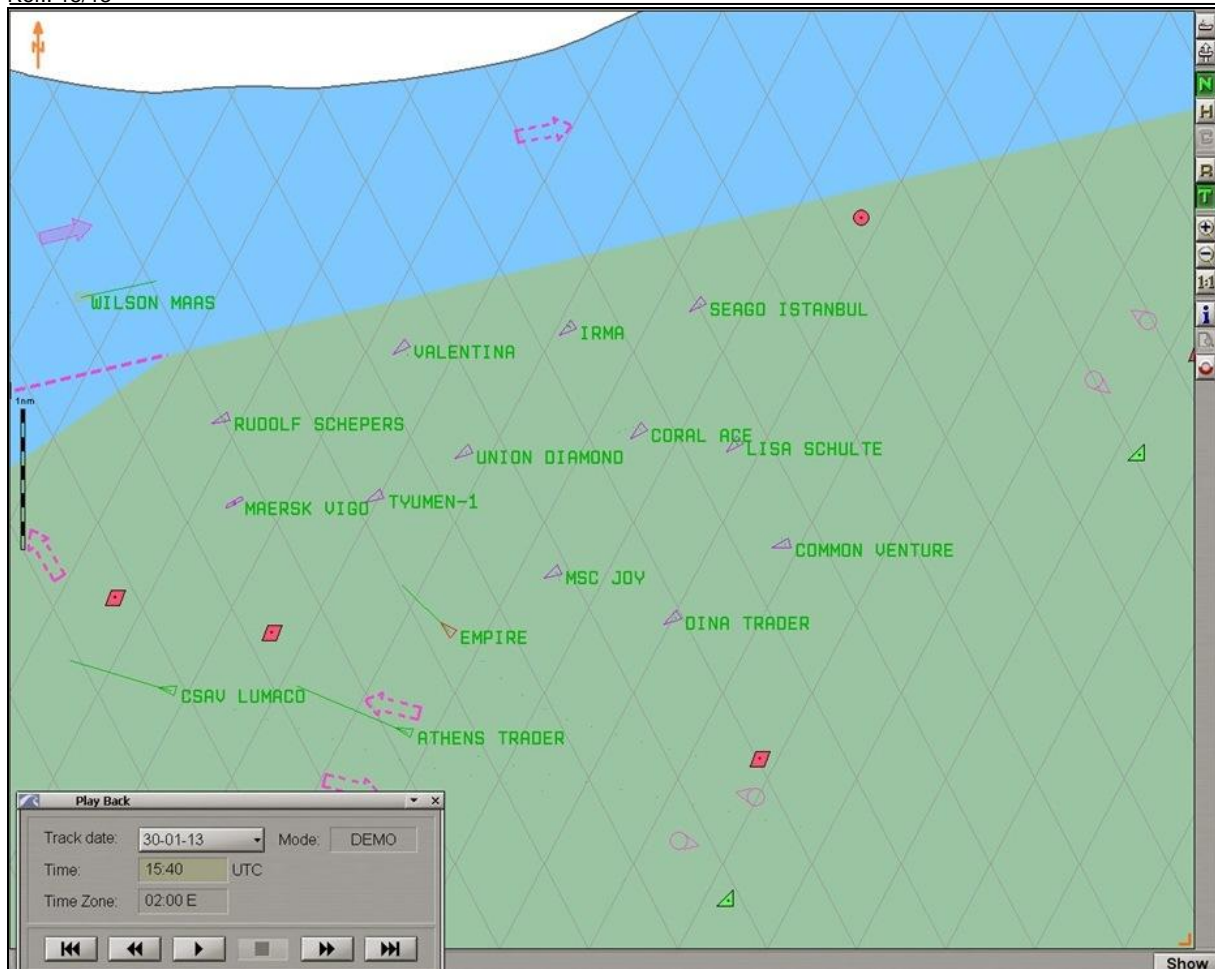 N
H
R
T
SEAGO ISTANBUL
1:1
WILSON MAAS
IRMA
i
VALENTINA
1nm
RUDOLF SCHEPERS
CORAL ACE
LISA SCHULTE
UNION DIAMOND
MAERSK VIGO
TYUMEN-1
COMMON VENTURE
MSC JOY
DINA TRADER
EMPIRE
CSAV LUMACO
ATHENS TRADER
Play Back
Track date: 30-01-13 Mode: DEMO
Time: 15:40 UTC
Time Zone: 02:00 E
Show